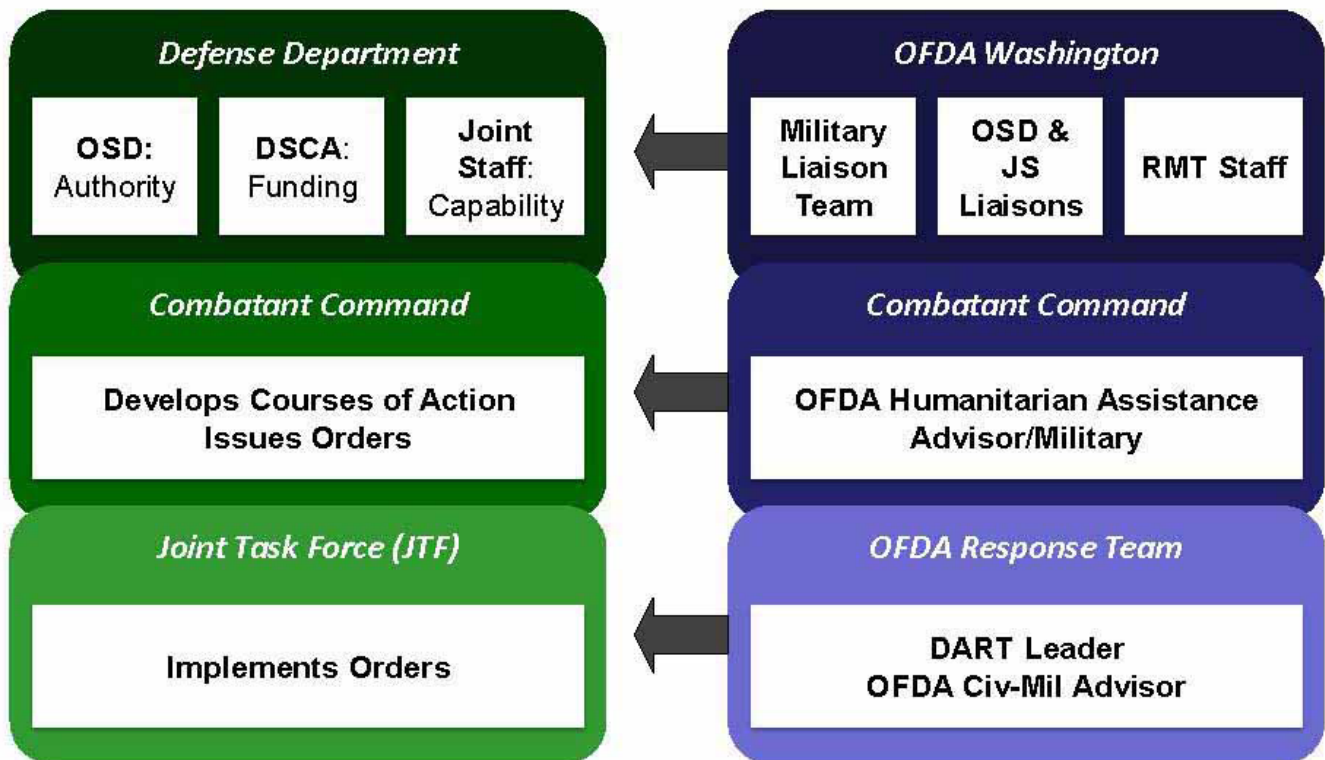 Defense Department
OSD:
Authority
DSCA:
Funding
Joint
Staff:
Capability
OFDA Washington
Military
Liaison
Team
OSD &
JS
Liaisons
RMT Staff
Combatant Command
Develops Courses of Action
Issues Orders
Combatant Command
OFDA Humanitarian Assistance
Advisor/Military
Joint Task Force (JTF)
Implements Orders
OFDA Response Team
DART Leader
OFDA Civ-Mil Advisor